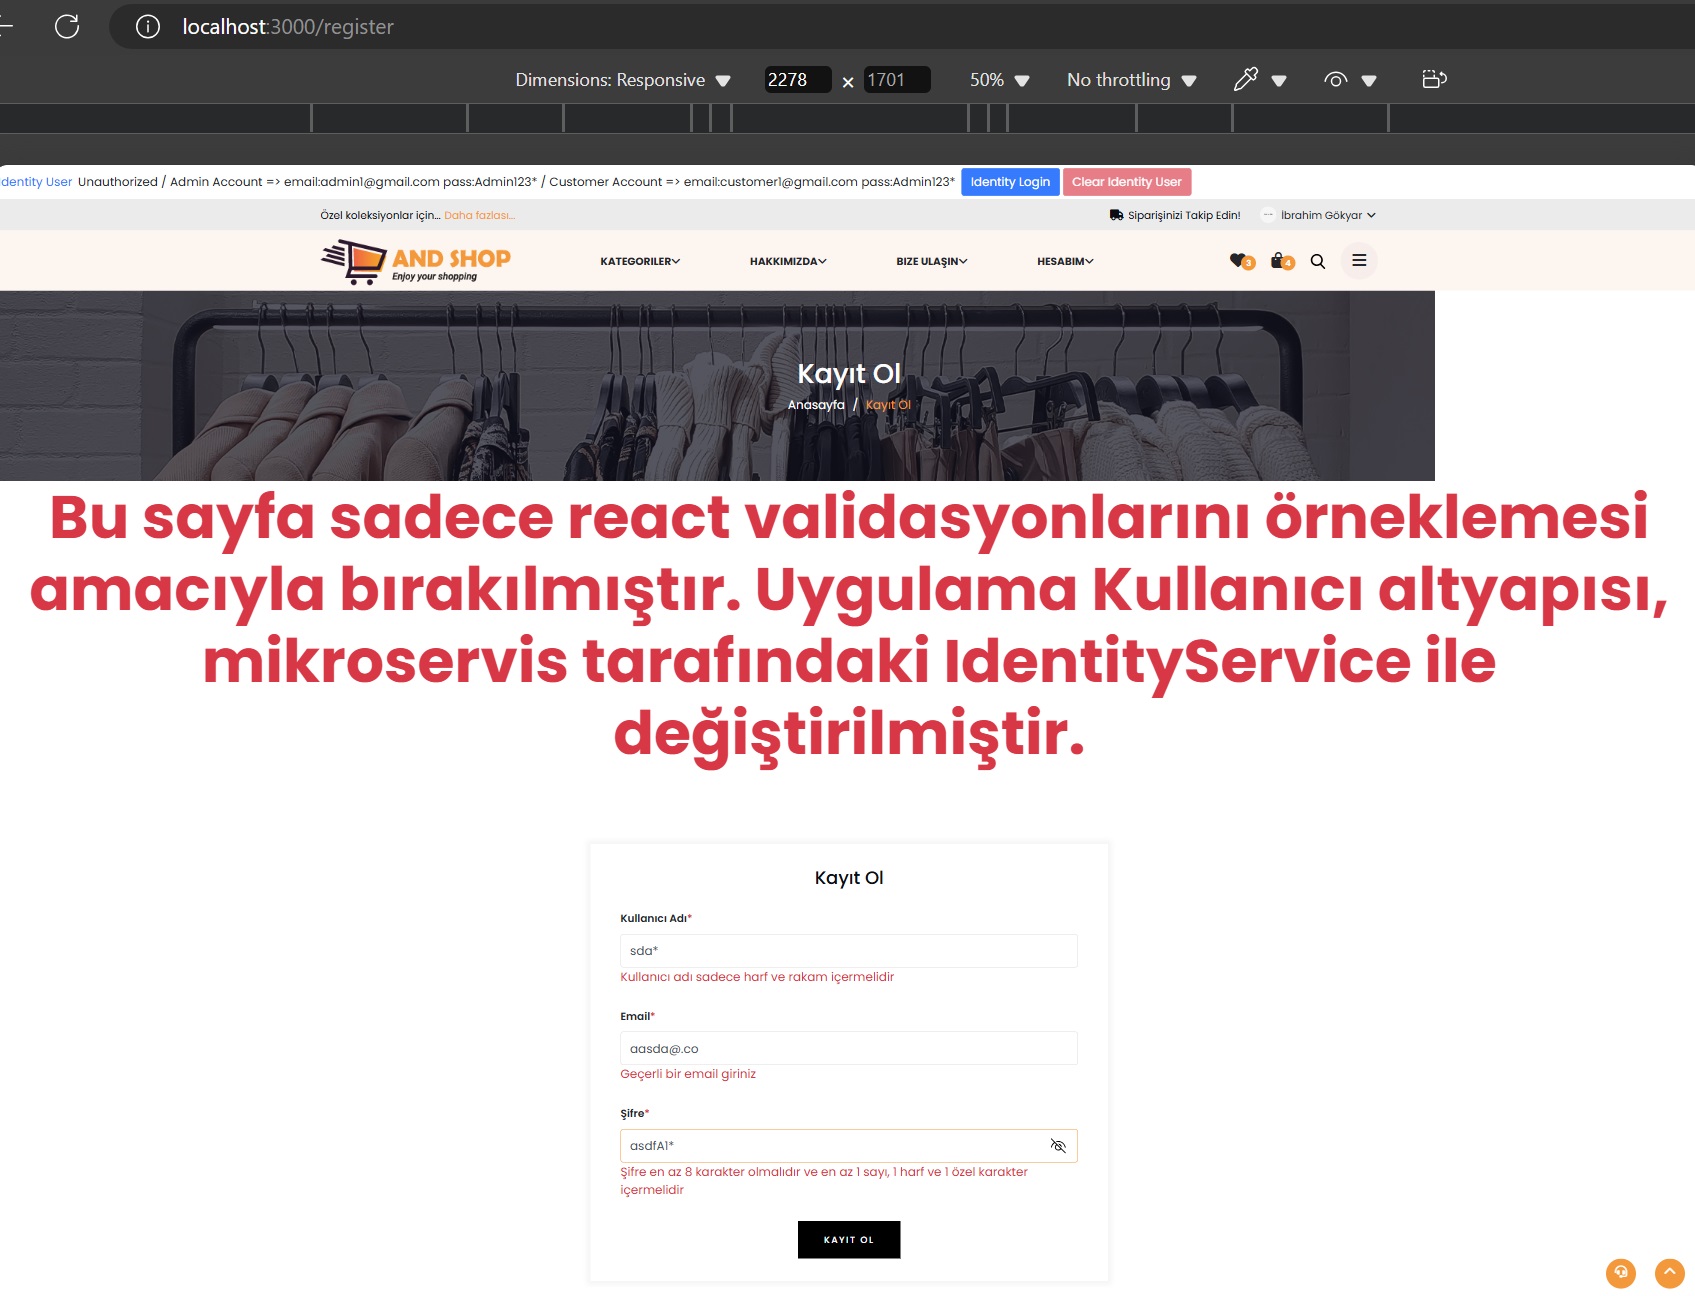 localhost:3000/register
Dimensions: Responsive 2278 × 1701 50% No throttling
dentity User Unauthorized / Admin Account => email:admin1@gmail.com pass:Admin123* / Customer Account => email:customer1@gmail.com pass:Admin123* Identity Login Clear Identity User
Özel koleksiyonlar için... Daha fazlası... Siparişinizi Takip Edin! İbrahim Gökyar
AND SHOP
Enjoy your shopping
KATEGORILER HAKKIMIZDA BIZE ULAŞIN HESABIM 3 4
Kayıt Ol
Anasayfa / Kayıt Ol
Bu sayfa sadece react validasyonlarını örneklemesi
amacıyla bırakılmıştır. Uygulama Kullanıcı altyapısı,
mikroservis tarafındaki IdentityService ile
değiştirilmiştir.
Kayıt Ol
Kullanıcı Adı*
sda*
Kullanıcı adı sadece harf ve rakam içermelidir
Email*
aasda@.co
Geçerli bir email giriniz
Şifre*
asdfA1*
Şifre en az 8 karakter olmalıdır ve en az 1 sayı, 1 harf ve 1 özel karakter
içermelidir
KAYIT OL